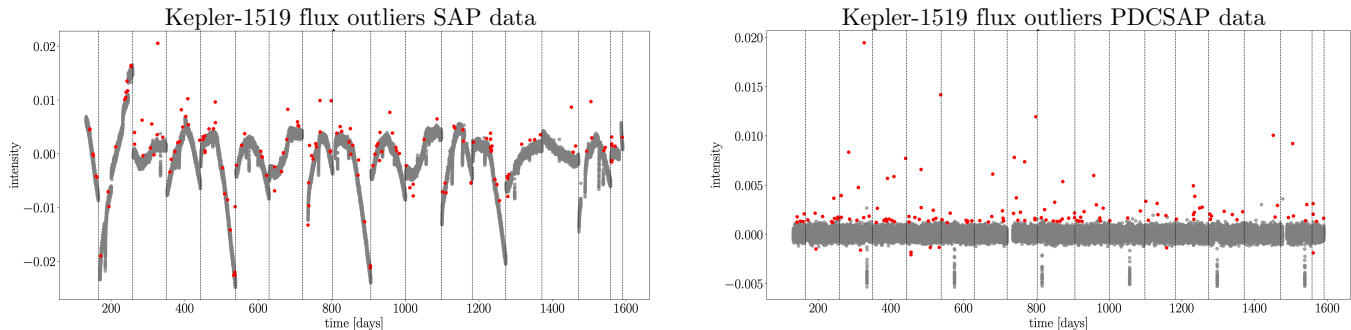 Kepler-1519 flux outliers SAP data
0.02
0.01
0.00
−0.01
−0.02
intensity
200 400 600 800 1000 1200 1400 1600
time [days]
Kepler-1519 flux outliers PDCSAP data
0.020
0.015
0.010
0.005
0.000
−0.005
intensity
200 400 600 800 1000 1200 1400 1600
time [days]